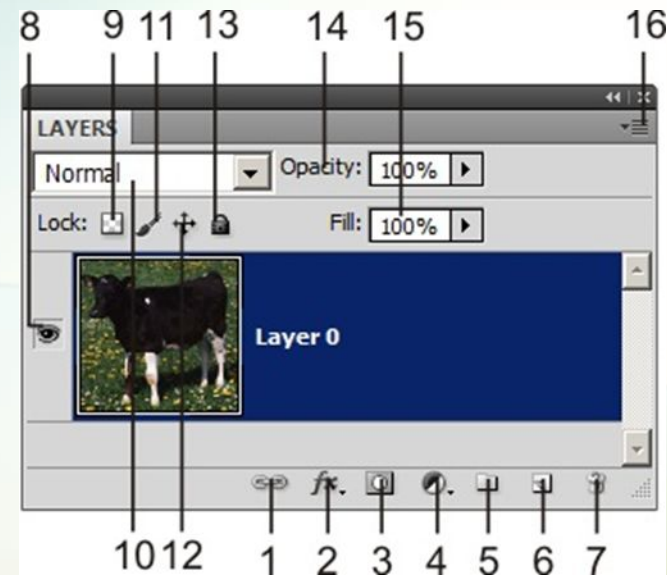 8 9 11 13 14 15 16
LAYERS
Normal Opacity: 100%
Lock: Fill: 100%
Layer 0
fx.
10 12 1 2 3 4 5 6 7